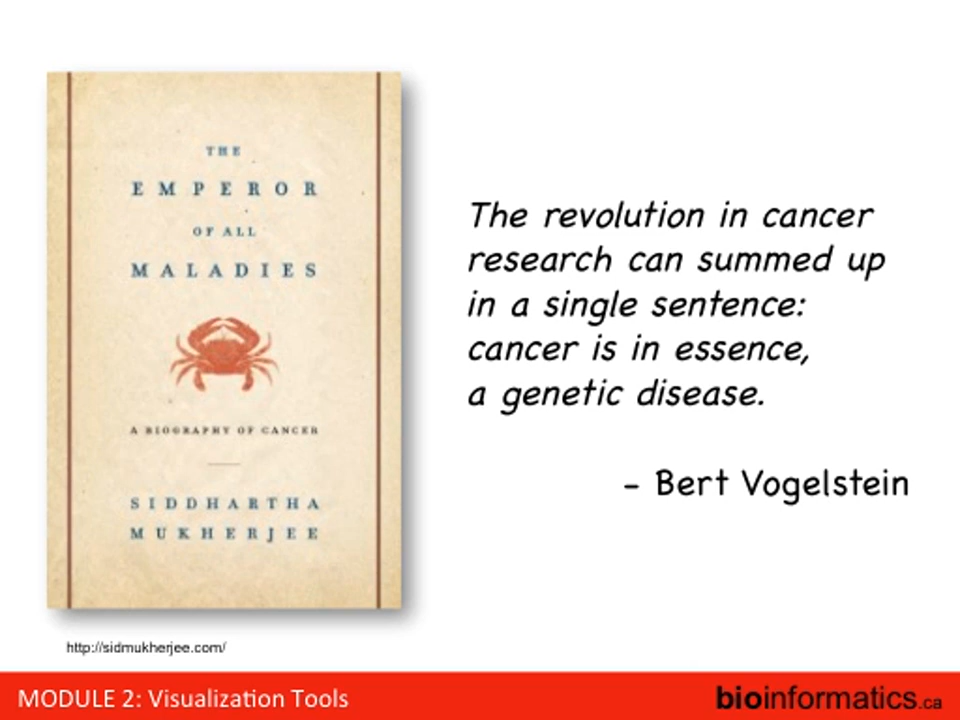 THE
EMPEROR
OF ALL
MALADIES
A BIOGRAPHY OF CANCER
SIDDHARTHA
MUKHERJEE
http://sidmukherjee.com/
The revolution in cancer
research can summed up
in a single sentence:
cancer is in essence,
a genetic disease.
- Bert Vogelstein
MODULE 2: Visualization Tools
bioinformatics.ca